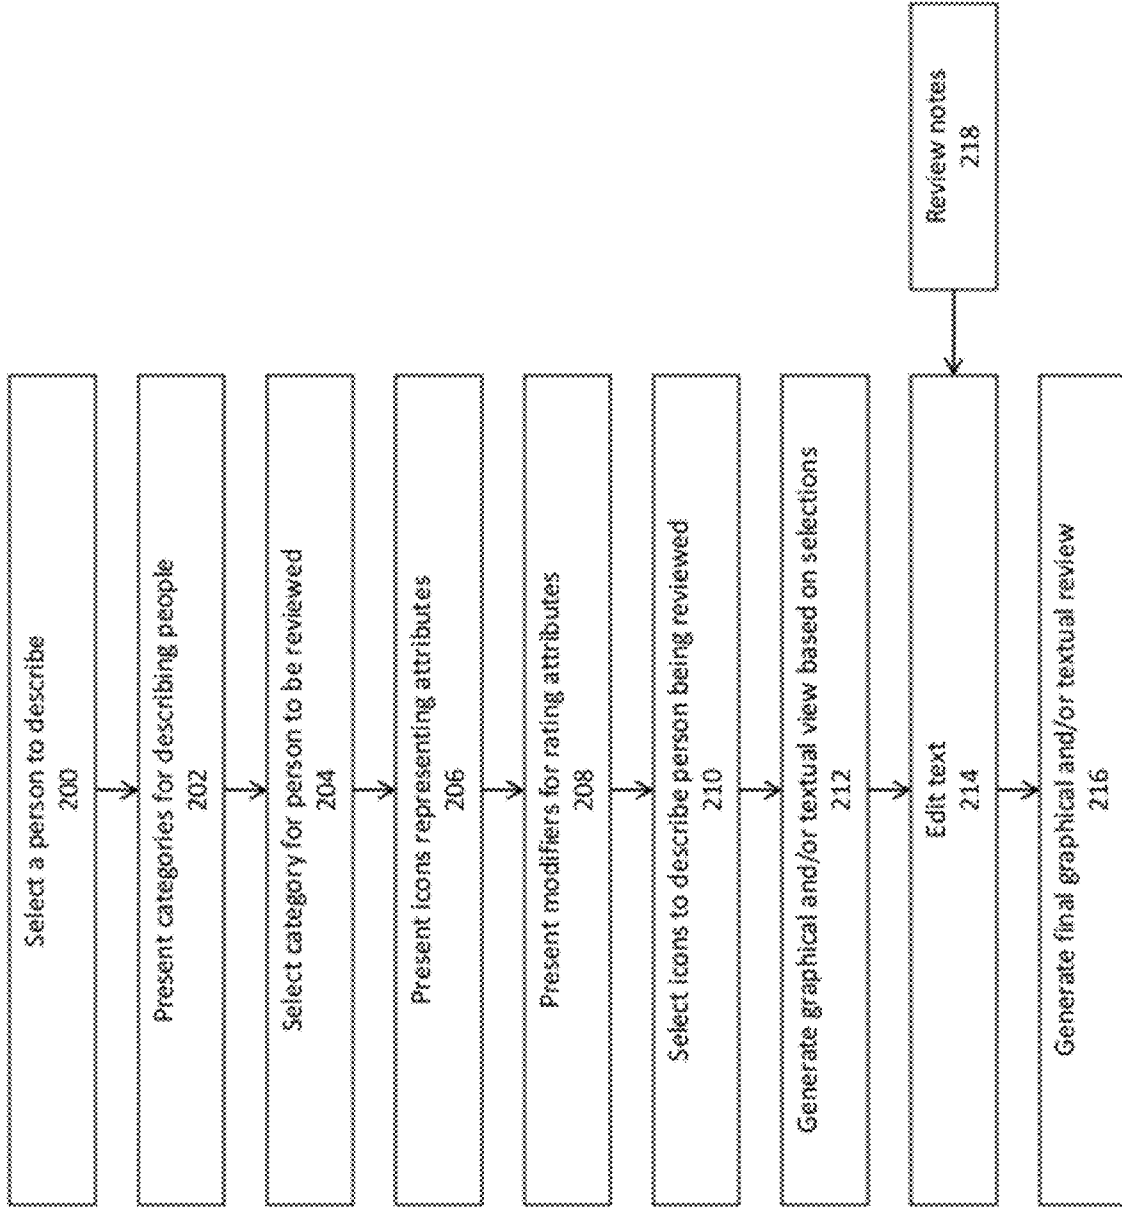 Select a person to describe
200
Present categories for describing people
202
Select category for person to be reviewed
204
Present icons representing attributes
206
Present modifiers for rating attributes
208
Select icons to describe person being reviewed
210
Generate graphical and/or textual view based on selections
212
Edit text
214
Review notes
218
Generate final graphical and/or textual review
216